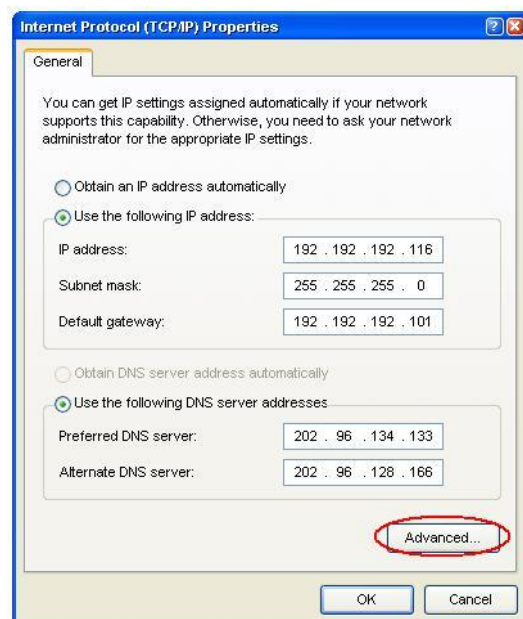 Internet Protocol (TCP/IP) Properties
General
You can get IP settings assigned automatically if your network
supports this capability. Otherwise, you need to ask your network
administrator for the appropriate IP settings.
Obtain an IP address automatically
Use the following IP address:
IP address: 192 . 192 . 192 . 116
Subnet mask: 255 . 255 . 255 . 0
Default gateway: 192 . 192 . 192 . 101
Obtain DNS server address automatically
Use the following DNS server addresses
Preferred DNS server: 202 . 96 . 134 . 133
Alternate DNS server: 202 . 96 . 128 . 166
Advanced...
OK Cancel